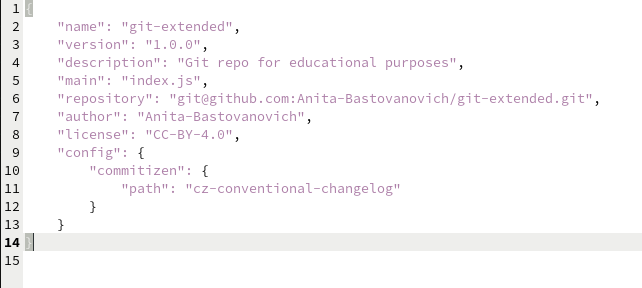 1 {
2     "name": "git-extended",
3     "version": "1.0.0",
4     "description": "Git repo for educational purposes",
5     "main": "index.js",
6     "repository": "git@github.com:Anita-Bastovanovich/git-extended.git",
7     "author": "Anita-Bastovanovich",
8     "license": "CC-BY-4.0",
9     "config": {
10         "commitizen": {
11             "path": "cz-conventional-changelog"
12         }
13     }
14 }
15